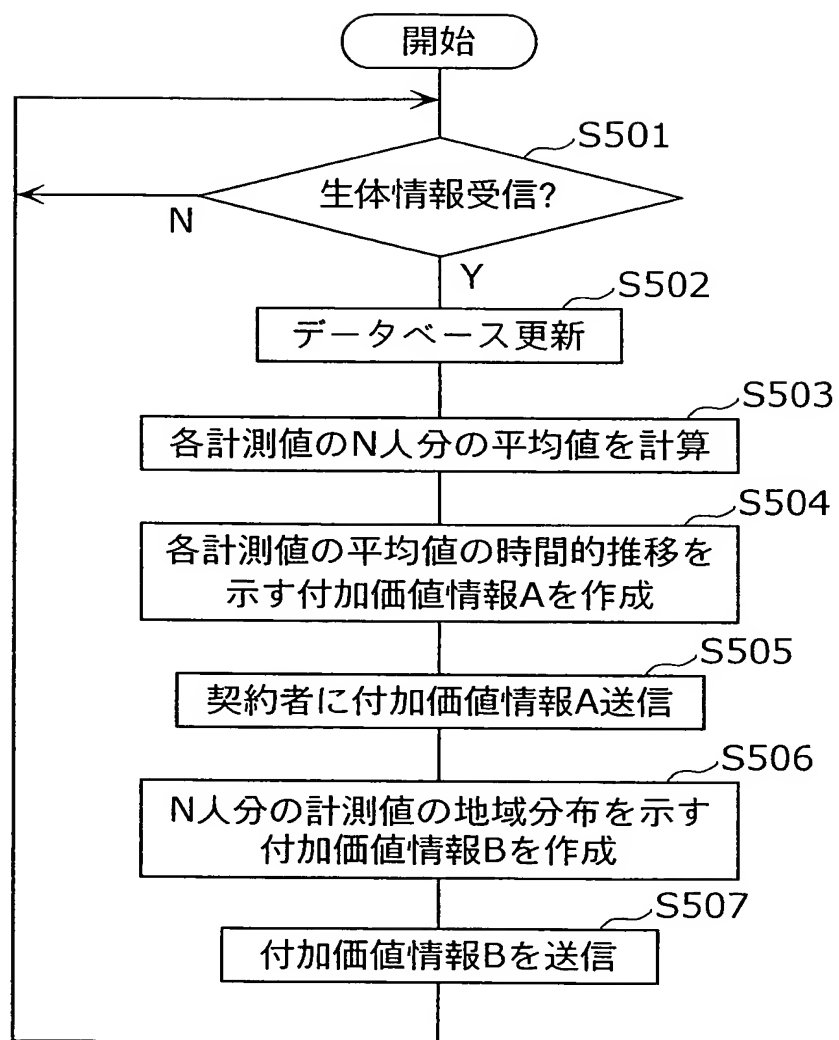 開始
S501
生体情報受信?
N
Y
S502
データベース更新
S503
各計測値のN人分の平均値を計算
S504
各計測値の平均値の時間的推移を
示す付加価値情報Aを作成
S505
契約者に付加価値情報A送信
S506
N人分の計測値の地域分布を示す
付加価値情報Bを作成
S507
付加価値情報Bを送信